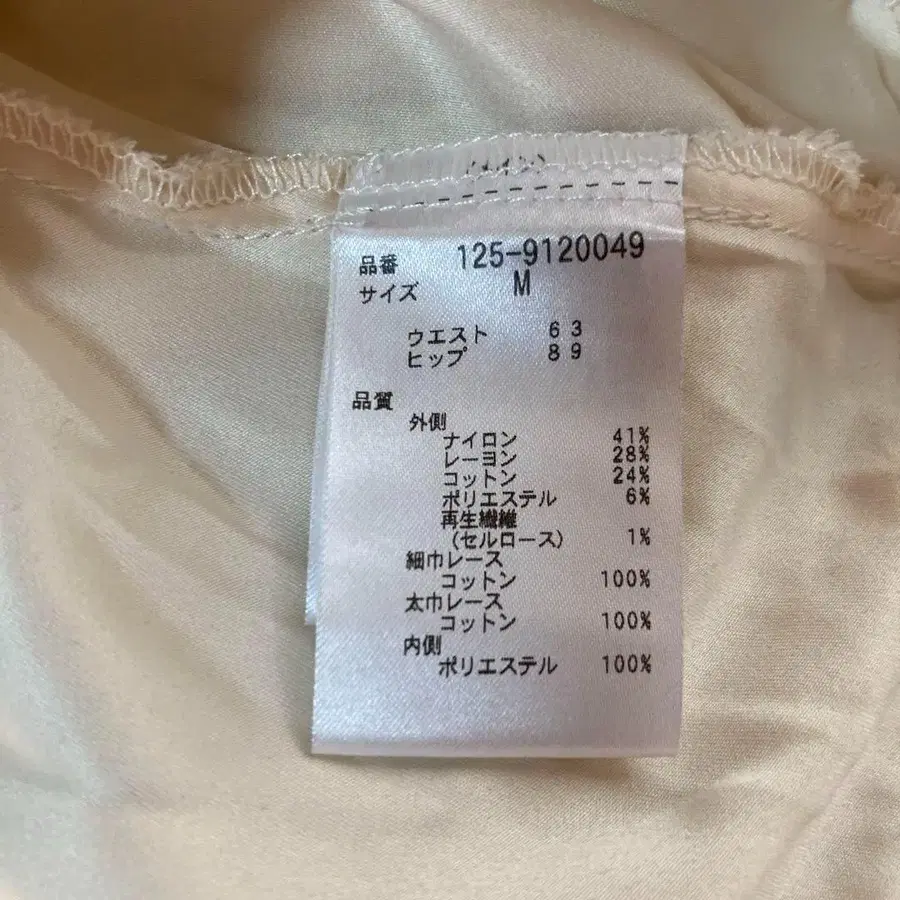 品番 125-9120049
サイズ M
ウエスト 63
ヒップ 89
品質
外側
ナイロン 41%
レーヨン 28%
コットン 24%
ポリエステル 6%
再生繊維
(セルロース) 1%
細巾レース
コットン 100%
太巾レース
コットン 100%
内側
ポリエステル 100%